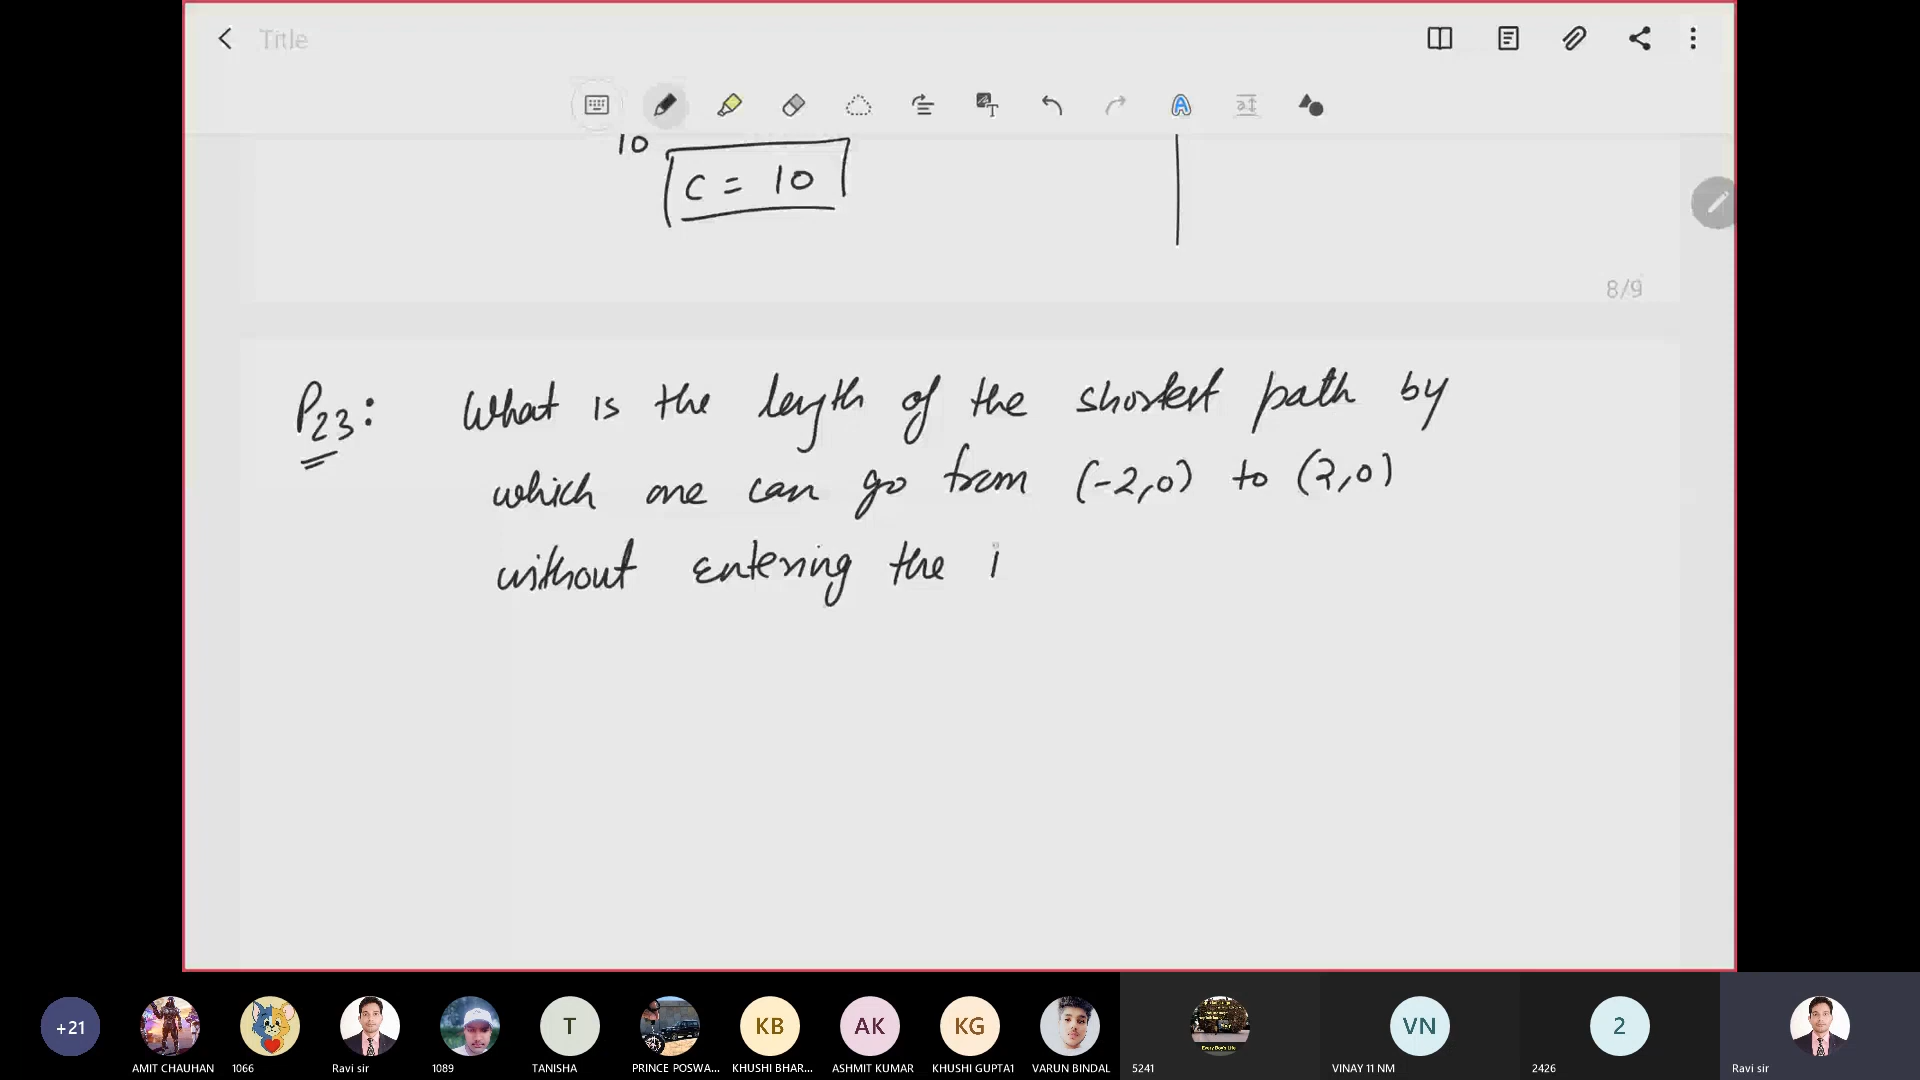 Title
10
C = 10
8/9
P23: What is the length of the shortest path by
which one can go from (-2,0) to (2,0)
without entering the i
+21
T
KB
AK
KG
VN
2
AMIT CHAUHAN
1066
Ravi sir
1089
TANISHA
PRINCE POSWA...
KHUSHI BHAR...
ASHMIT KUMAR
KHUSHI GUPTA1
VARUN BINDAL
5241
VINAY 11 NM
2426
Ravi sir